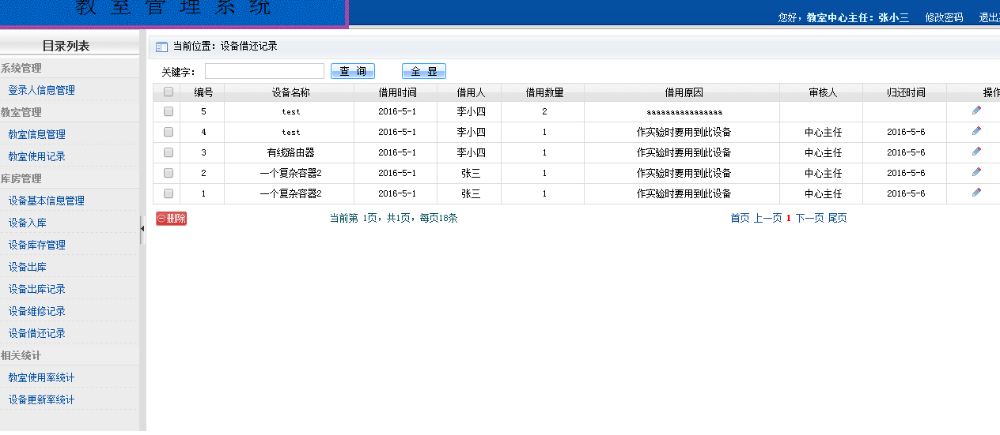 教室管理系统
您好，教室中心主任：张小三 修改密码 退出
目录列表
系统管理
登录人信息管理
教室管理
教室信息管理
教室使用记录
库房管理
设备基本信息管理
设备入库
设备库存管理
设备出库
设备出库记录
设备维修记录
设备借还记录
相关统计
教室使用率统计
设备更新率统计
当前位置：设备借还记录
关键字： 查 询 全 显
编号 设备名称 借用时间 借用人 借用数量 借用原因 审核人 归还时间 操作
5 test 2016-5-1 李小四 2 aaaaaaaaaaaaaaaa
4 test 2016-5-1 李小四 1 作实验时要用到此设备 中心主任 2016-5-6
3 有线路由器 2016-5-1 李小四 1 作实验时要用到此设备 中心主任 2016-5-6
2 一个复杂容器2 2016-5-1 张三 1 作实验时要用到此设备 中心主任 2016-5-6
1 一个复杂容器2 2016-5-1 张三 1 作实验时要用到此设备 中心主任 2016-5-6
删除 当前第 1页，共1页，每页18条 首页 上一页 1 下一页 尾页